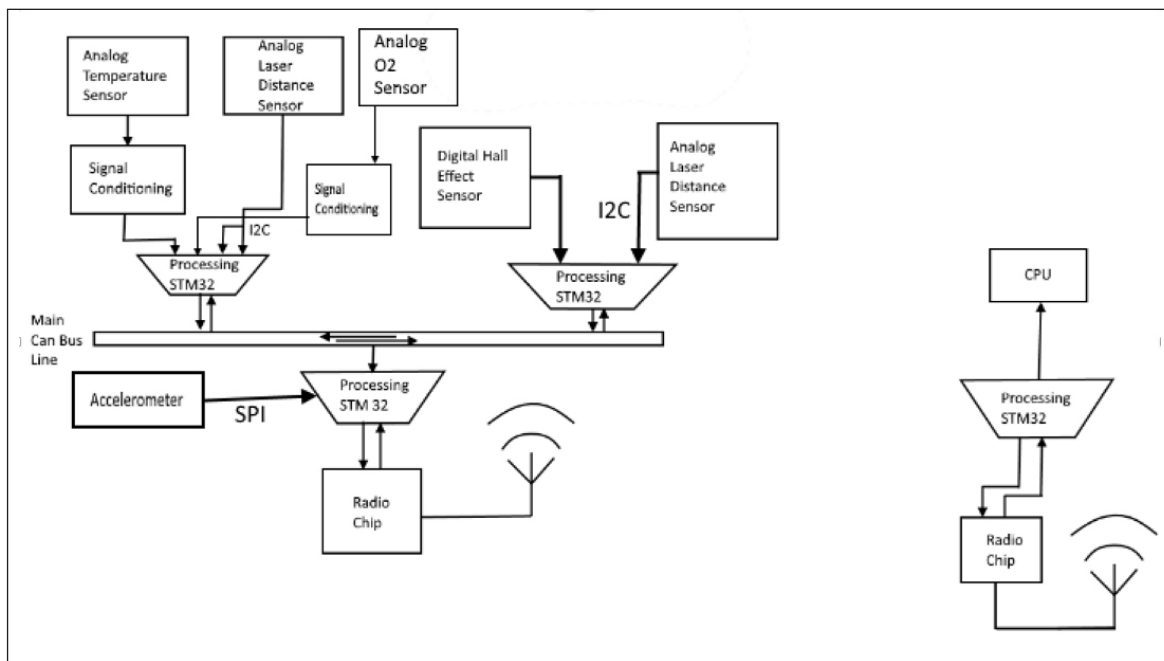 Analog
Temperature
Sensor
Analog
Laser
Distance
Sensor
Analog
O2
Sensor
Signal
Conditioning
Signal
Conditioning
Digital Hall
Effect
Sensor
Analog
Laser
Distance
Sensor
I2C
I2C
Processing
STM32
Processing
STM32
CPU
Main
Can Bus
Line
Accelerometer
SPI
Processing
STM 32
Processing
STM32
Radio
Chip
Radio
Chip